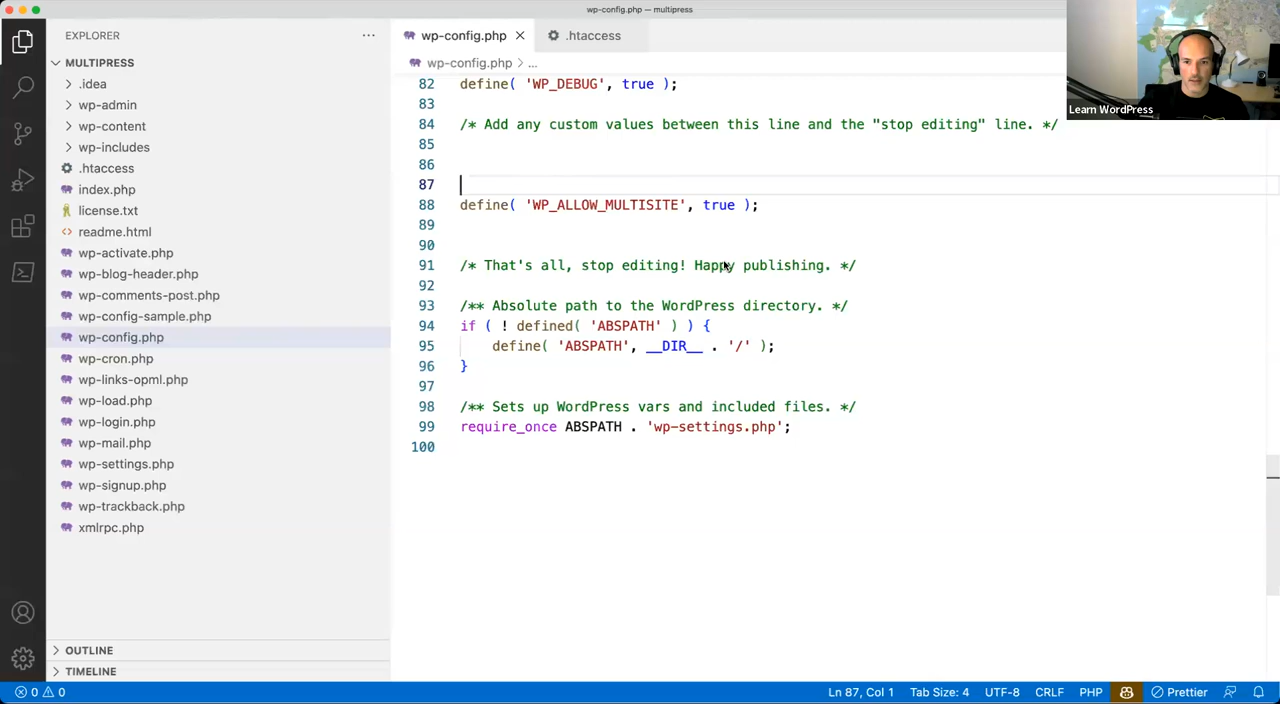 wp-config.php — multipress
EXPLORER
MULTIPRESS
.idea
wp-admin
wp-content
wp-includes
.htaccess
index.php
license.txt
readme.html
wp-activate.php
wp-blog-header.php
wp-comments-post.php
wp-config-sample.php
wp-config.php
wp-cron.php
wp-links-opml.php
wp-load.php
wp-login.php
wp-mail.php
wp-settings.php
wp-signup.php
wp-trackback.php
xmlrpc.php
OUTLINE
TIMELINE
wp-config.php .htaccess
wp-config.php > ...
82 define( 'WP_DEBUG', true );
83
84 /* Add any custom values between this line and the "stop editing" line. */
85
86
87
88 define( 'WP_ALLOW_MULTISITE', true );
89
90
91 /* That's all, stop editing! Happy publishing. */
92
93 /** Absolute path to the WordPress directory. */
94 if ( ! defined( 'ABSPATH' ) ) {
95 define( 'ABSPATH', __DIR__ . '/' );
96 }
97
98 /** Sets up WordPress vars and included files. */
99 require_once ABSPATH . 'wp-settings.php';
100
Learn WordPress
0 0 Ln 87, Col 1 Tab Size: 4 UTF-8 CRLF PHP Prettier